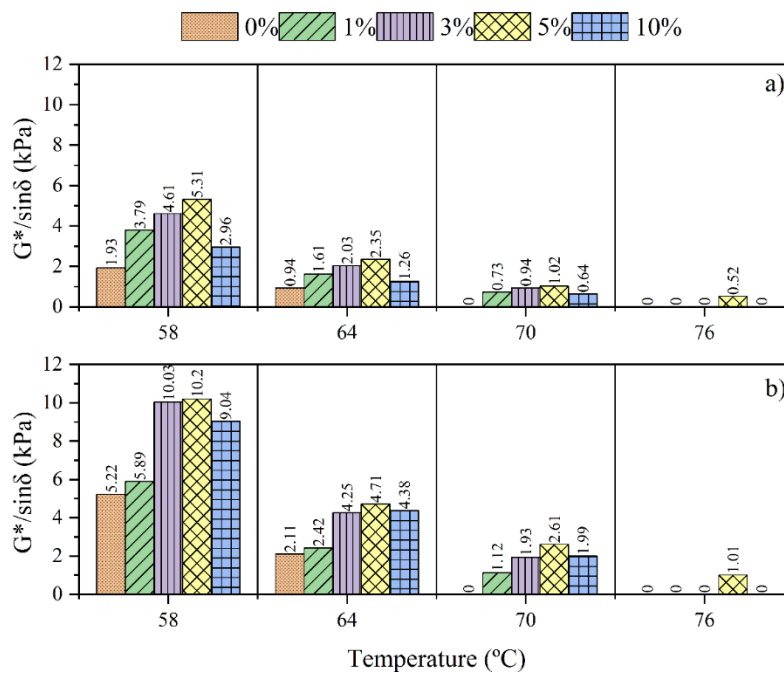 0% 1% 3% 5% 10%
a)
G*/sinδ (kPa)
12
10
8
6
4
2
0
1.93 3.79 4.61 5.31 2.96
0.94 1.61 2.03 2.35 1.26
0 0.73 0.94 1.02 0.64
0 0 0 0.52 0
58 64 70 76
b)
G*/sinδ (kPa)
12
10
8
6
4
2
0
5.22 5.89 10.03 10.2 9.04
2.11 2.42 4.25 4.71 4.38
0 1.12 1.93 2.61 1.99
0 0 0 1.01 0
58 64 70 76
Temperature (ºC)